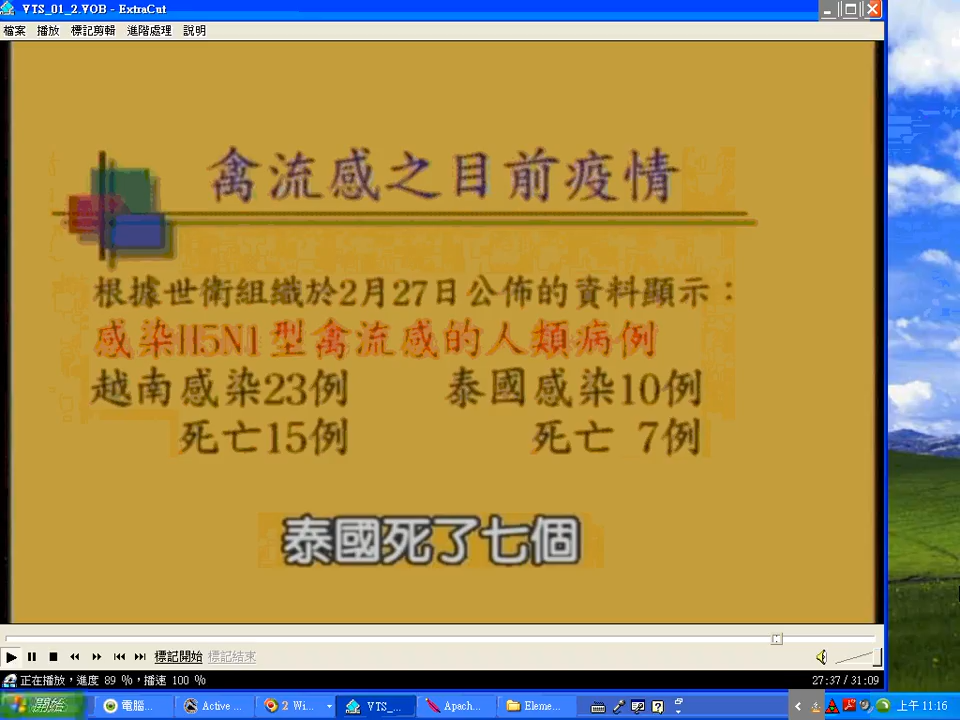 VTS_01_2.VOB - ExtraCut
檔案 播放 標記剪輯 進階處理 說明
禽流感之目前疫情
根據世衛組織於2月27日公佈的資料顯示：
感染H5N1型禽流感的人類病例
越南感染23例 泰國感染10例
死亡15例 死亡 7例
泰國死了七個
標記開始 標記結束
正在播放，進度 89 %，播速 100 % 27:37 / 31:09
開始 電腦... Active ... 2 Wi... VTS_... Apach... Eleme... 上午 11:16